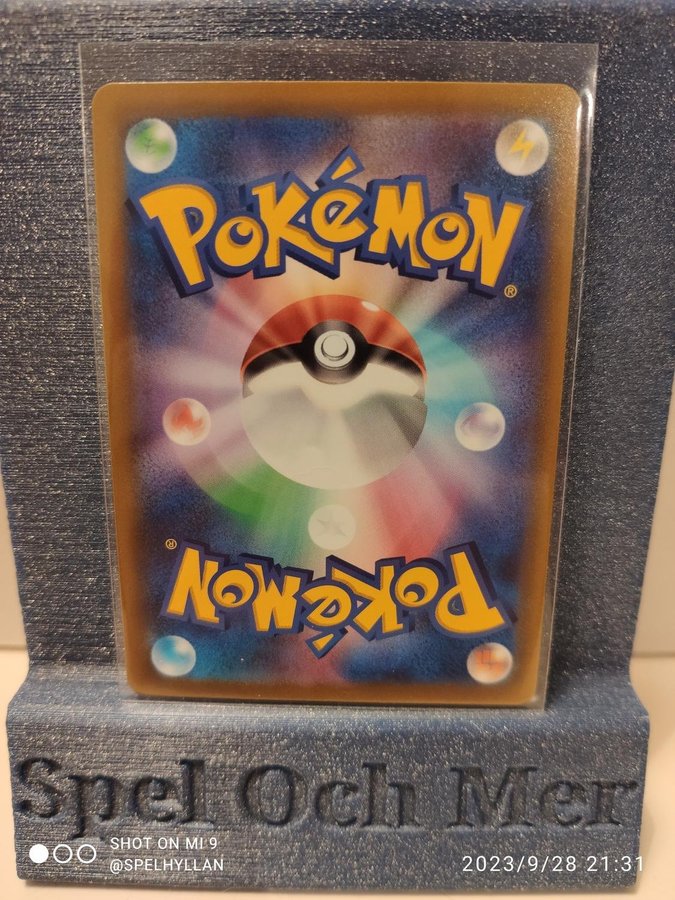 POKéMON
®
POKéMON
®
Spel Och Mer
SHOT ON MI 9
@SPELHYLLAN
2023/9/28 21:31